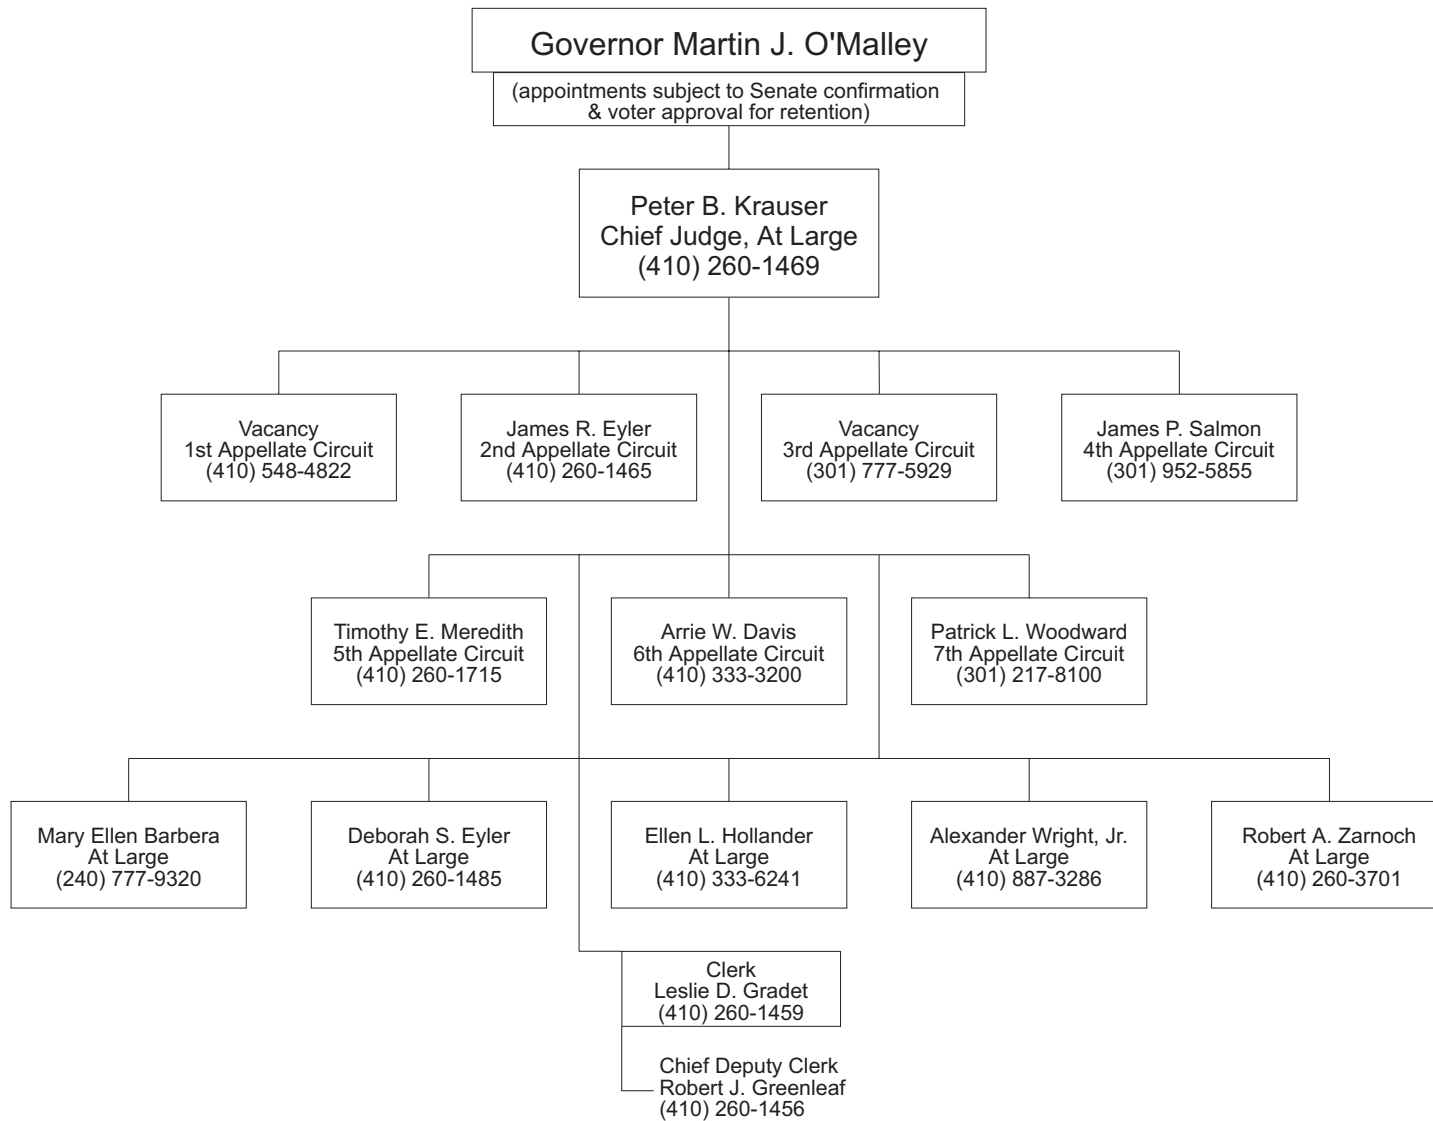 Governor Martin J. O'Malley
(appointments subject to Senate confirmation
& voter approval for retention)
Peter B. Krauser
Chief Judge, At Large
(410) 260-1469
Vacancy
1st Appellate Circuit
(410) 548-4822
James R. Eyler
2nd Appellate Circuit
(410) 260-1465
Vacancy
3rd Appellate Circuit
(301) 777-5929
James P. Salmon
4th Appellate Circuit
(301) 952-5855
Timothy E. Meredith
5th Appellate Circuit
(410) 260-1715
Arrie W. Davis
6th Appellate Circuit
(410) 333-3200
Patrick L. Woodward
7th Appellate Circuit
(301) 217-8100
Mary Ellen Barbera
At Large
(240) 777-9320
Deborah S. Eyler
At Large
(410) 260-1485
Ellen L. Hollander
At Large
(410) 333-6241
Alexander Wright, Jr.
At Large
(410) 887-3286
Robert A. Zarnoch
At Large
(410) 260-3701
Clerk
Leslie D. Gradet
(410) 260-1459
Chief Deputy Clerk
Robert J. Greenleaf
(410) 260-1456